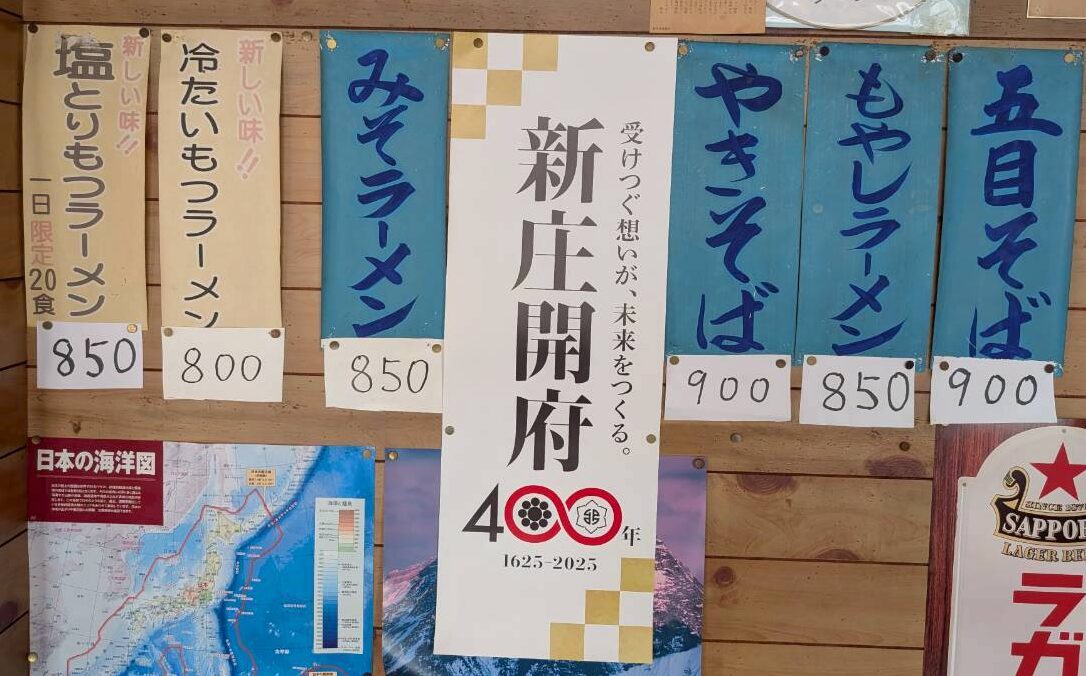 新しい味!!
塩とりもつラーメン
一日限定20食
850
新しい味!!
冷たいもつラーメン
800
みそラーメン
850
受けつぐ想いが、未来をつくる。
新庄開府
400年
1625-2025
やきそば
900
もやしラーメン
850
五目そば
900
日本の海洋図
SAPPO
LAGER BE
ラガ